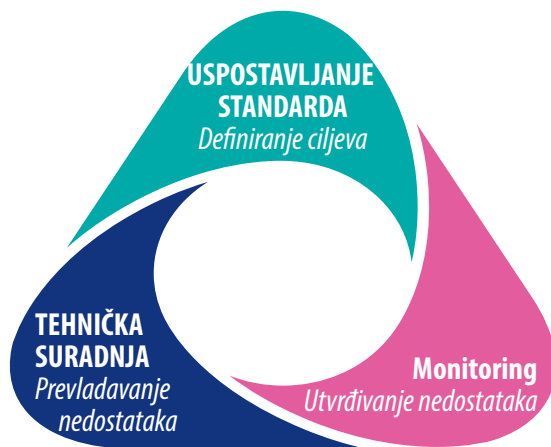 USPOSTAVLJANJE
STANDARDA
Definiranje ciljeva
TEHNIČKA
SURADNJA
Prevladavanje
nedostataka
Monitoring
Utvrđivanje nedostataka